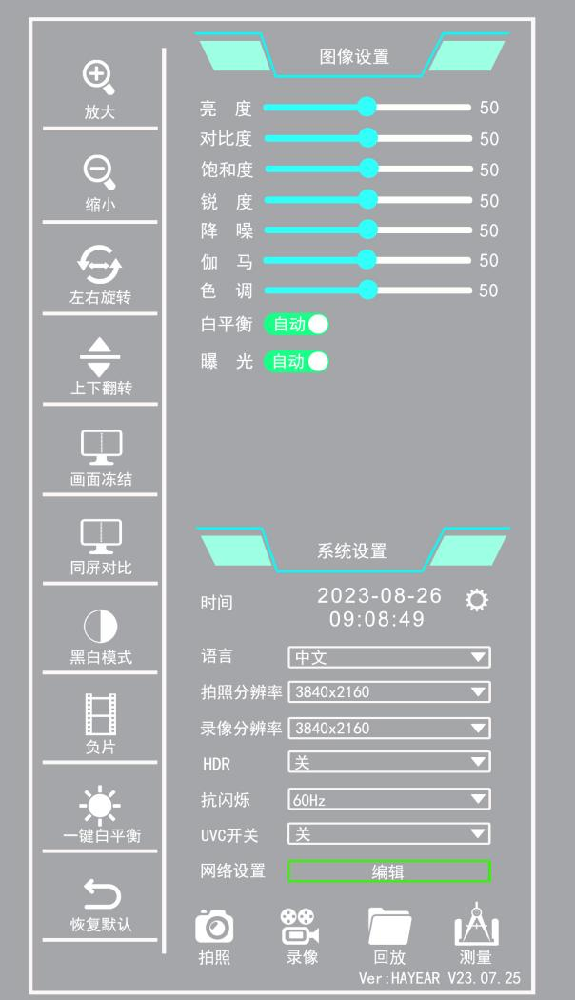 放大
缩小
左右旋转
上下翻转
画面冻结
同屏对比
黑白模式
负片
一键白平衡
恢复默认
图像设置
亮 度 50
对比度 50
饱和度 50
锐 度 50
降 噪 50
伽 马 50
色 调 50
白平衡 自动
曝 光 自动
系统设置
时间 2023-08-26
09:08:49
语言 中文
拍照分辨率 3840x2160
录像分辨率 3840x2160
HDR 关
抗闪烁 60Hz
UVC开关 关
网络设置 编辑
拍照 录像 回放 测量
Ver:HAYEAR V23.07.25